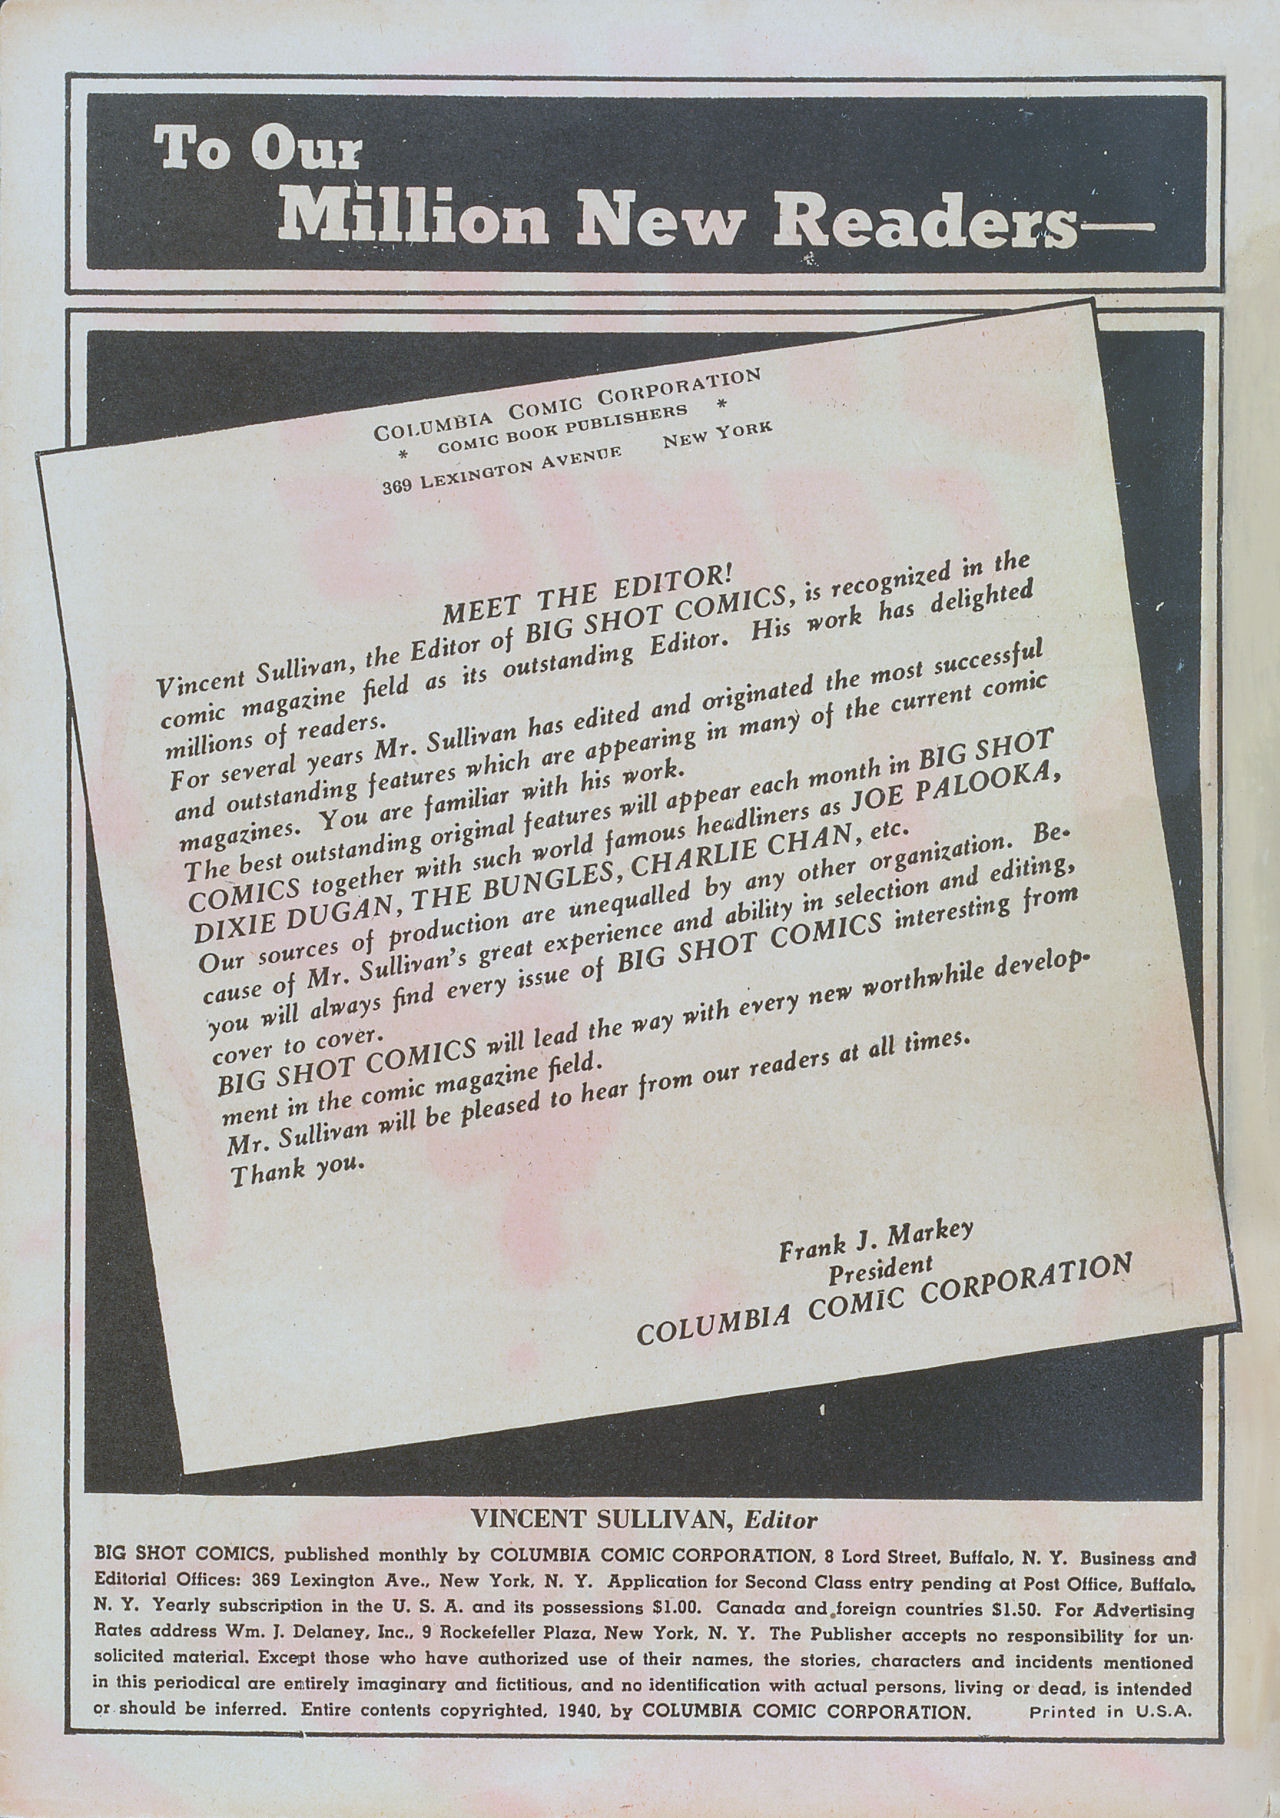 To Our
Million New Readers—
COLUMBIA COMIC CORPORATION
* COMIC BOOK PUBLISHERS *
369 LEXINGTON AVENUE NEW YORK
MEET THE EDITOR!
Vincent Sullivan, the Editor of BIG SHOT COMICS, is recognized in the
comic magazine field as its outstanding Editor. His work has delighted
millions of readers.
For several years Mr. Sullivan has edited and originated the most successful
and outstanding features which are appearing in many of the current comic
magazines. You are familiar with his work.
The best outstanding original features will appear each month in BIG SHOT
COMICS together with such world famous headliners as JOE PALOOKA,
DIXIE DUGAN, THE BUNGLES, CHARLIE CHAN, etc.
Our sources of production are unequalled by any other organization. Be-
cause of Mr. Sullivan's great experience and ability in selection and editing,
you will always find every issue of BIG SHOT COMICS interesting from
cover to cover.
BIG SHOT COMICS will lead the way with every new worthwhile develop-
ment in the comic magazine field.
Mr. Sullivan will be pleased to hear from our readers at all times.
Thank you.
Frank J. Markey
President
COLUMBIA COMIC CORPORATION
VINCENT SULLIVAN, Editor
BIG SHOT COMICS, published monthly by COLUMBIA COMIC CORPORATION, 8 Lord Street, Buffalo, N. Y. Business and
Editorial Offices: 369 Lexington Ave., New York, N. Y. Application for Second Class entry pending at Post Office, Buffalo,
N. Y. Yearly subscription in the U. S. A. and its possessions $1.00. Canada and foreign countries $1.50. For Advertising
Rates address Wm. J. Delaney, Inc., 9 Rockefeller Plaza, New York, N. Y. The Publisher accepts no responsibility for un-
solicited material. Except those who have authorized use of their names, the stories, characters and incidents mentioned
in this periodical are entirely imaginary and fictitious, and no identification with actual persons, living or dead, is intended
or should be inferred. Entire contents copyrighted, 1940, by COLUMBIA COMIC CORPORATION. Printed in U.S.A.